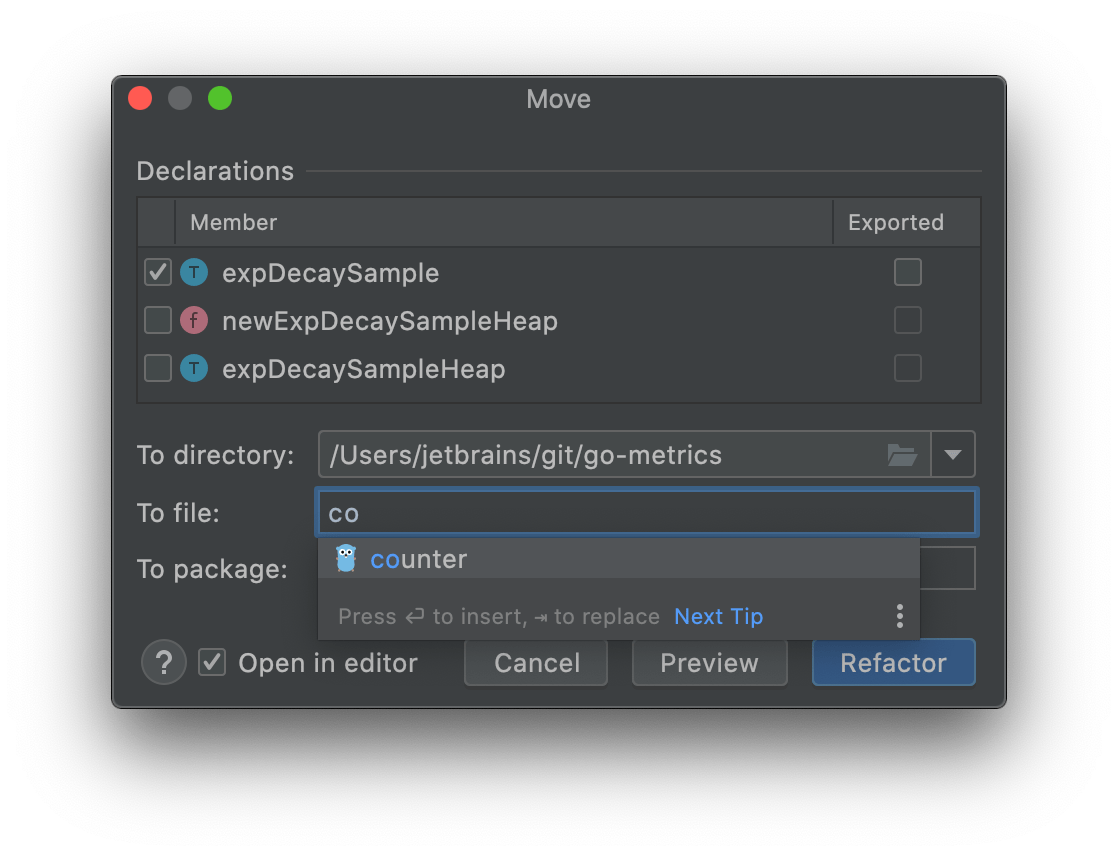 Move
Declarations
Member Exported
T expDecaySample
f newExpDecaySampleHeap
T expDecaySampleHeap
To directory: /Users/jetbrains/git/go-metrics
To file: co
counter
To package:
Press ↩ to insert, ⇥ to replace Next Tip
? Open in editor Cancel Preview Refactor